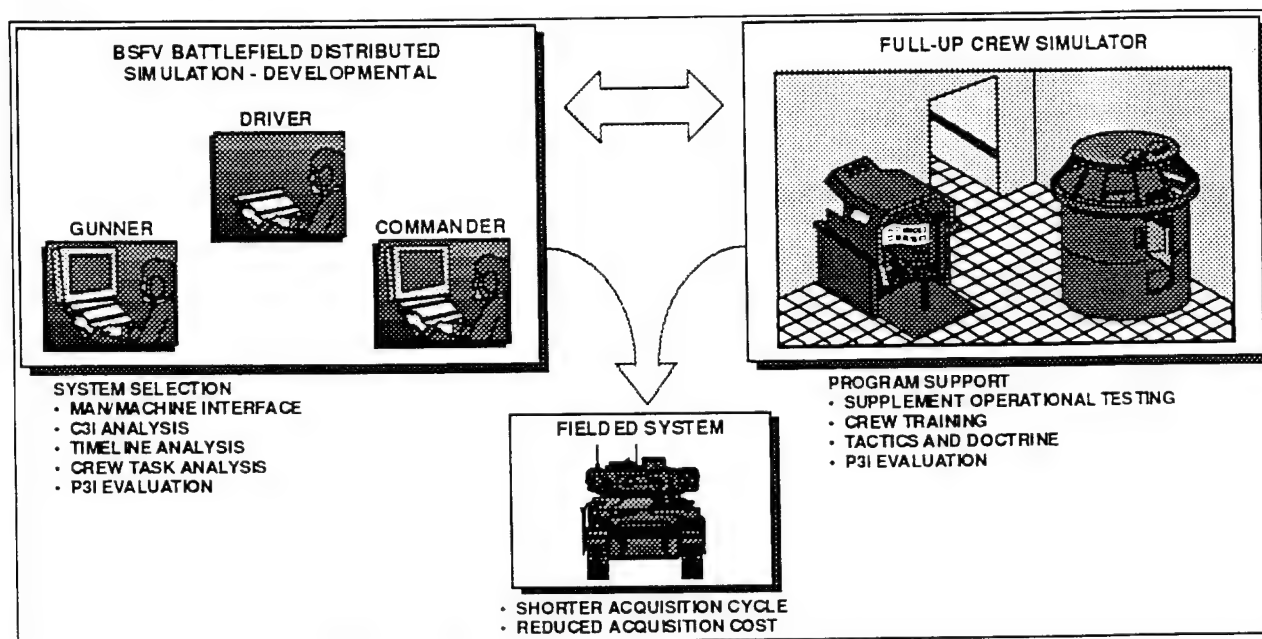 BSFV BATTLEFIELD DISTRIBUTED
SIMULATION - DEVELOPMENTAL
DRIVER
GUNNER
COMMANDER
SYSTEM SELECTION
• MAN/MACHINE INTERFACE
• C3I ANALYSIS
• TIMELINE ANALYSIS
• CREW TASK ANALYSIS
• P3I EVALUATION
FULL-UP CREW SIMULATOR
PROGRAM SUPPORT
• SUPPLEMENT OPERATIONAL TESTING
• CREW TRAINING
• TACTICS AND DOCTRINE
• P3I EVALUATION
FIELDED SYSTEM
• SHORTER ACQUISITION CYCLE
• REDUCED ACQUISITION COST